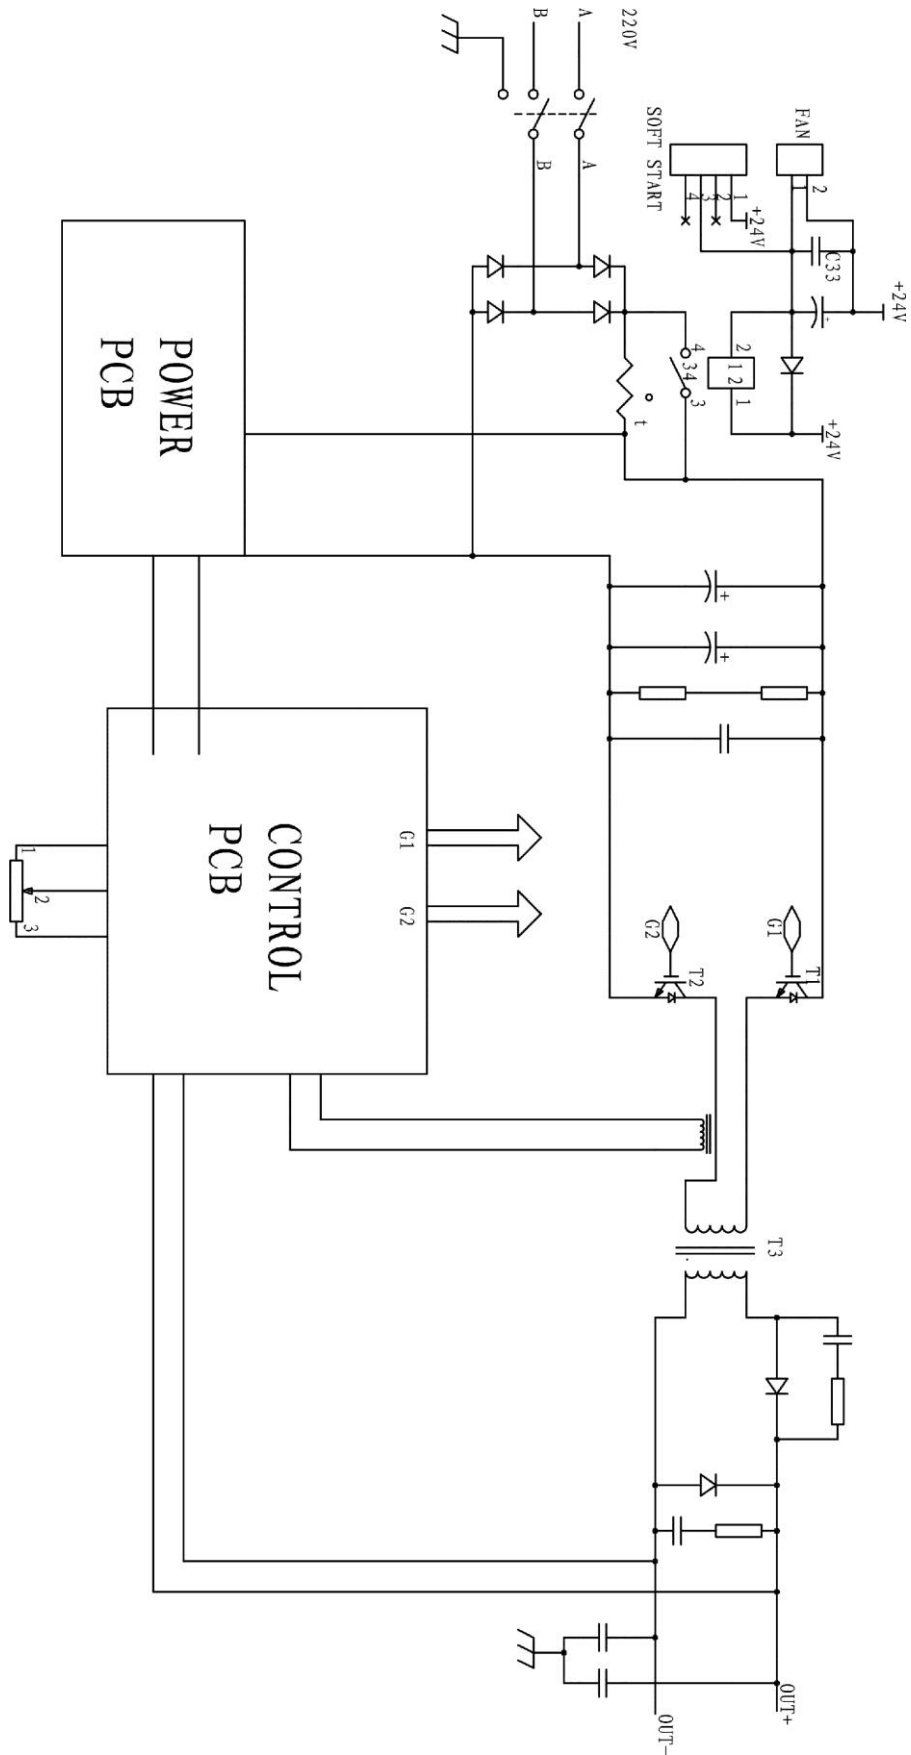 220V
A
B
A
B
FAN
2
1
SOFT START
1
2
3
4
+24V
C33
+24V
+
2
1 2
1
+24V
4
34
3
t
POWER
PCB
+
+
G1
T1
G2
T2
G1
G2
CONTROL
PCB
1
2
3
T3
OUT+
OUT-